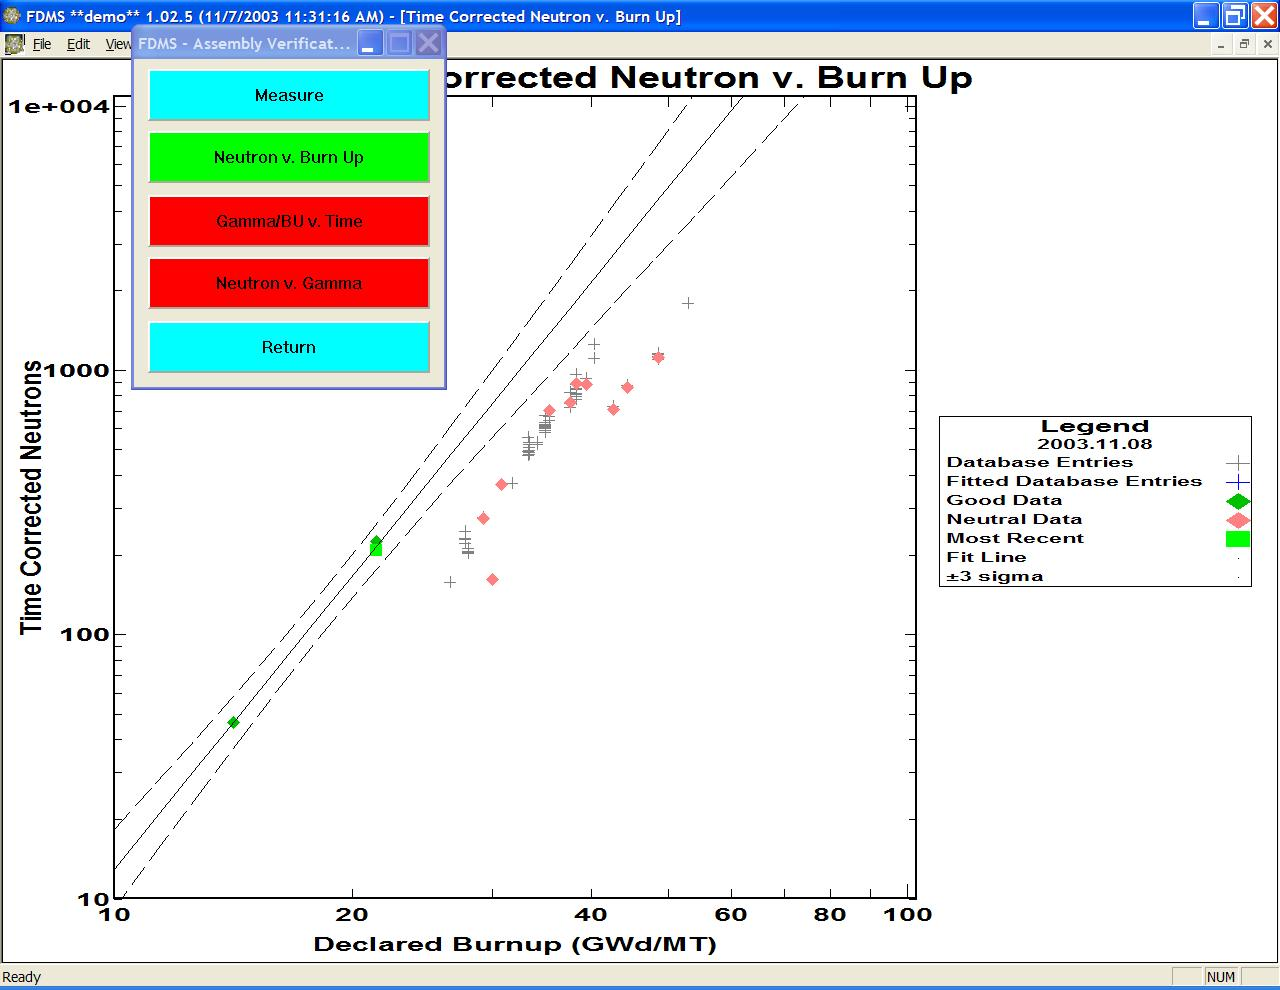 FDMS **demo** 1.02.5 (11/7/2003 11:31:16 AM) - [Time Corrected Neutron v. Burn Up]
File Edit View
FDMS - Assembly Verificat...
Measure
Neutron v. Burn Up
Gamma/BU v. Time
Neutron v. Gamma
Return
orrected Neutron v. Burn Up
1e+004
1000
100
10
Time Corrected Neutrons
10 20 40 60 80 100
Declared Burnup (GWd/MT)
Legend
2003.11.08
Database Entries
Fitted Database Entries
Good Data
Neutral Data
Most Recent
Fit Line
±3 sigma
Ready
NUM